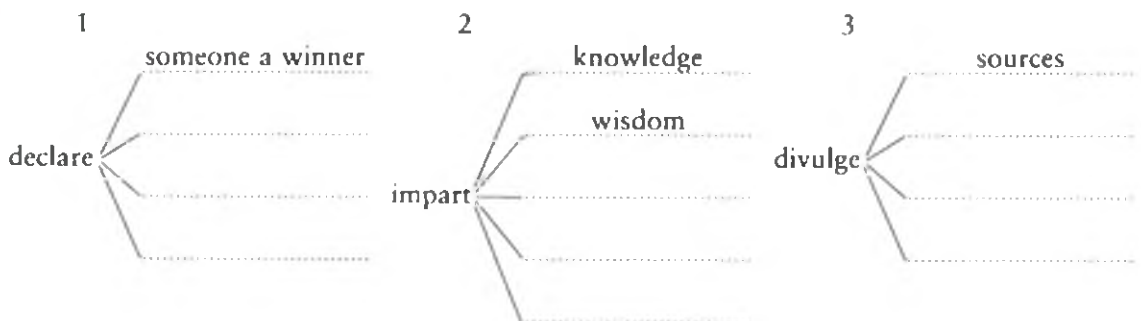 1
someone a winner
declare
2
knowledge
wisdom
impart
3
sources
divulge